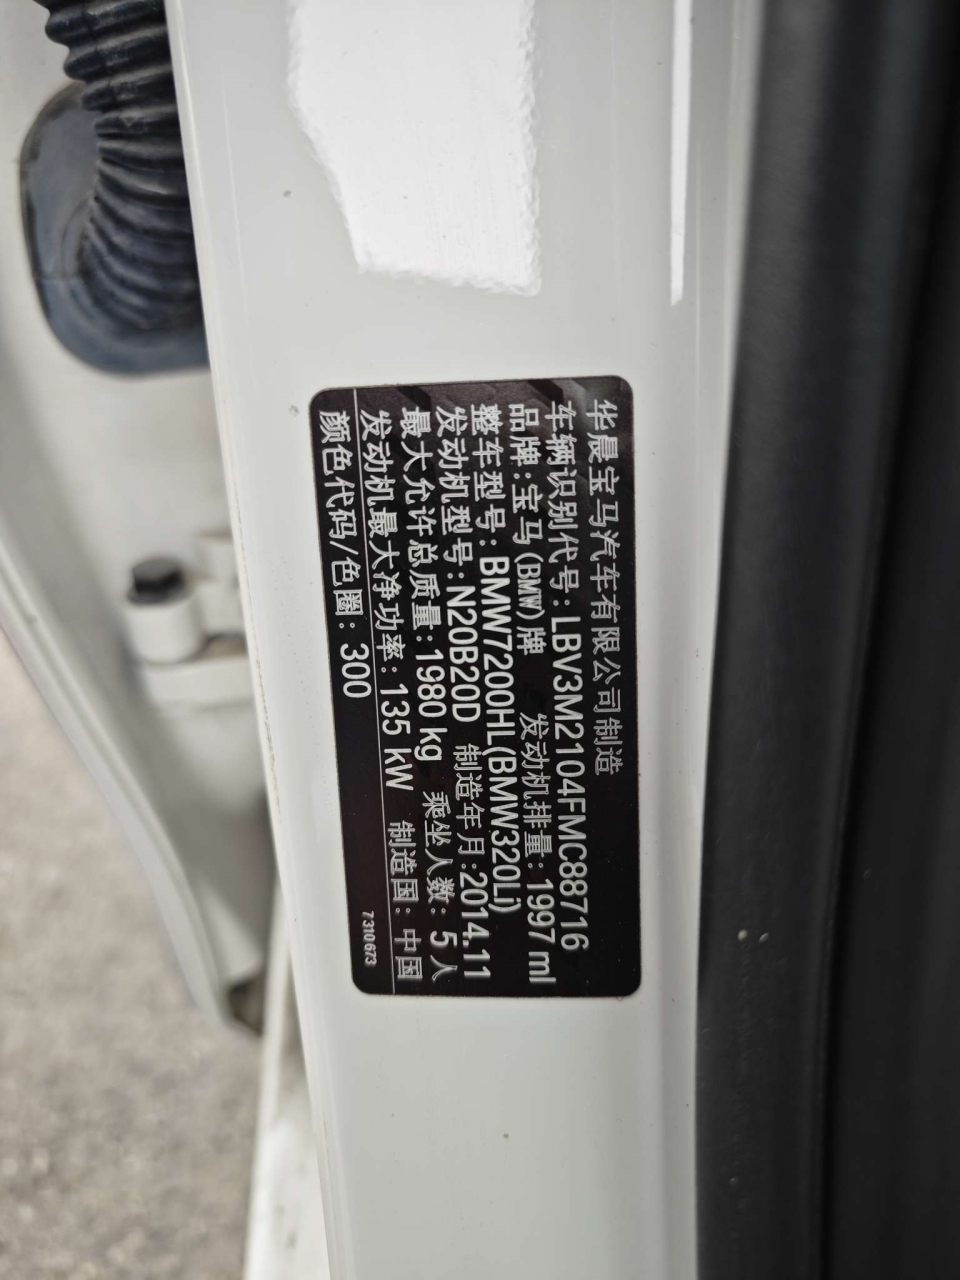 华晨宝马汽车有限公司制造
车辆识别代号:LBV3M2104FMC88716
品牌:宝马(BMW)牌 发动机排量:1997 ml
整车型号:BMW7200HL(BMW320Li)
发动机型号:N20B20D 制造年月:2014.11
最大允许总质量:1980 kg 乘坐人数:5 人
发动机最大净功率:135 kW 制造国:中国
颜色代码/色圈:300
7 310 673